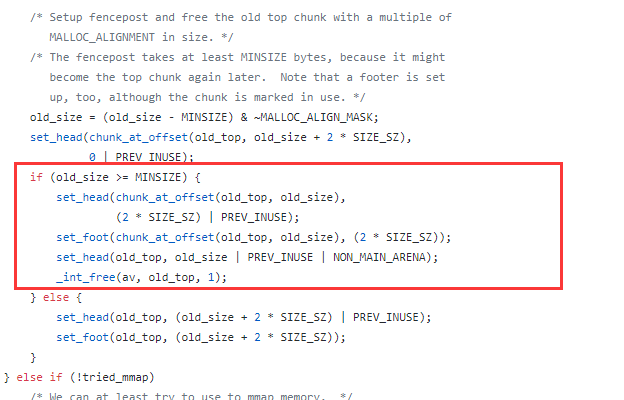 /* Setup fencepost and free the old top chunk with a multiple of
MALLOC_ALIGNMENT in size. */
/* The fencepost takes at least MINSIZE bytes, because it might
become the top chunk again later.  Note that a footer is set
up, too, although the chunk is marked in use. */
old_size = (old_size - MINSIZE) & ~MALLOC_ALIGN_MASK;
set_head(chunk_at_offset(old_top, old_size + 2 * SIZE_SZ),
0 | PREV_INUSE);
if (old_size >= MINSIZE) {
set_head(chunk_at_offset(old_top, old_size),
(2 * SIZE_SZ) | PREV_INUSE);
set_foot(chunk_at_offset(old_top, old_size), (2 * SIZE_SZ));
set_head(old_top, old_size | PREV_INUSE | NON_MAIN_ARENA);
_int_free(av, old_top, 1);
} else {
set_head(old_top, (old_size + 2 * SIZE_SZ) | PREV_INUSE);
set_foot(old_top, (old_size + 2 * SIZE_SZ));
}
} else if (!tried_mmap)
/* We can at least try to use to mmap memory.  */